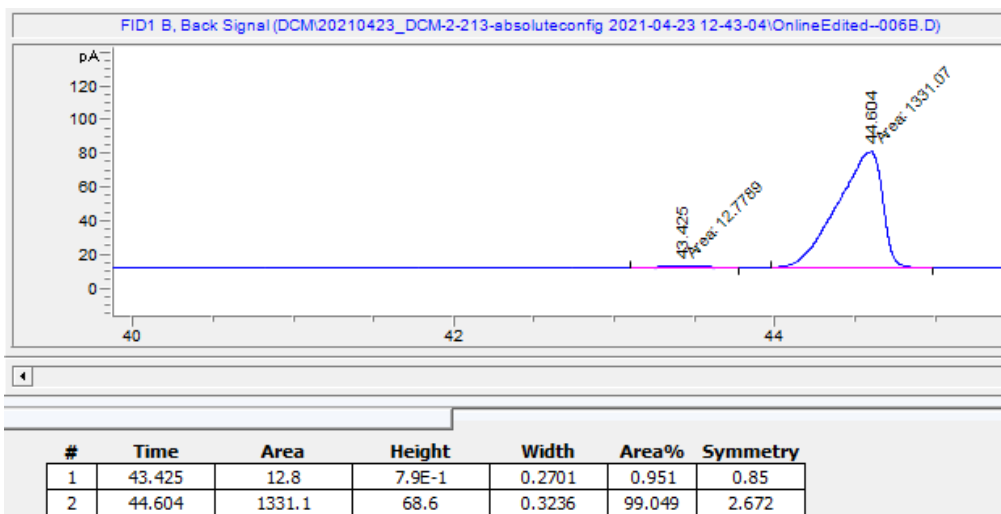 FID1 B, Back Signal (DCM\20210423_DCM-2-213-absoluteconfig 2021-04-23 12-43-04\OnlineEdited--006B.D)
pA
120
100
80
60
40
20
0
43.425
Area: 12.7789
44.604
Area: 1331.07
40 42 44
# Time Area Height Width Area% Symmetry
1 43.425 12.8 7.9E-1 0.2701 0.951 0.85
2 44.604 1331.1 68.6 0.3236 99.049 2.672